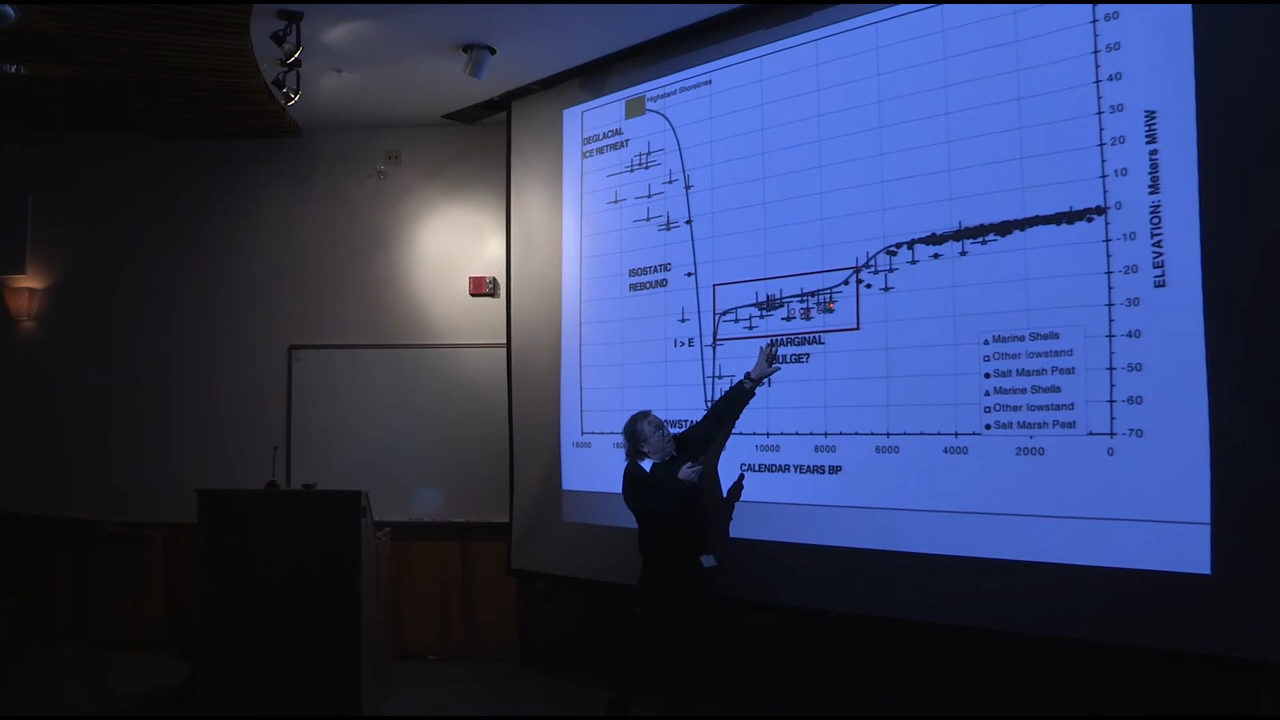 Highstand Shorelines
DEGLACIAL
ICE RETREAT
ISOSTATIC
REBOUND
I > E
MARGINAL
BULGE?
60
50
40
30
20
10
0
-10
-20
-30
-40
-50
-60
-70
ELEVATION: Meters MHW
Marine Shells
Other lowstand
Salt Marsh Peat
Marine Shells
Other lowstand
Salt Marsh Peat
18000
10000
8000
6000
4000
2000
0
CALENDAR YEARS BP